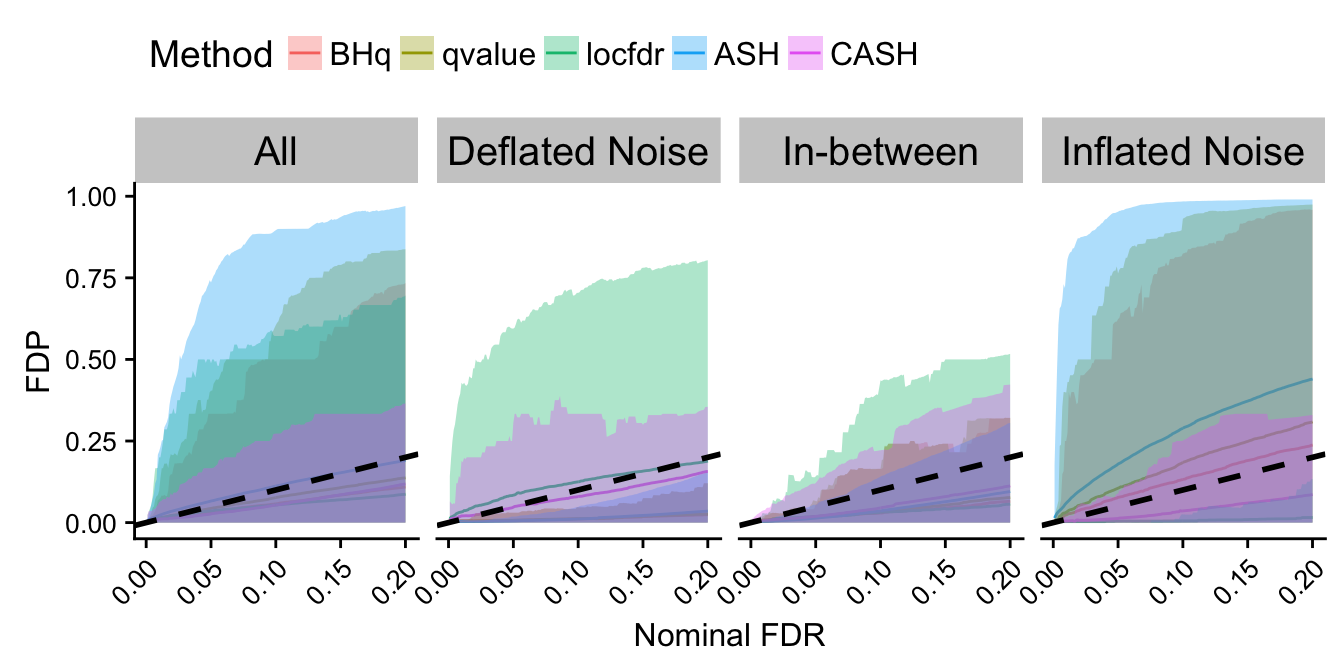 Method BHq qvalue locfdr ASH CASH
All Deflated Noise In-between Inflated Noise
1.00
0.75
0.50
0.25
0.00
FDP
0.00 0.05 0.10 0.15 0.20 0.00 0.05 0.10 0.15 0.20 0.00 0.05 0.10 0.15 0.20 0.00 0.05 0.10 0.15 0.20
Nominal FDR